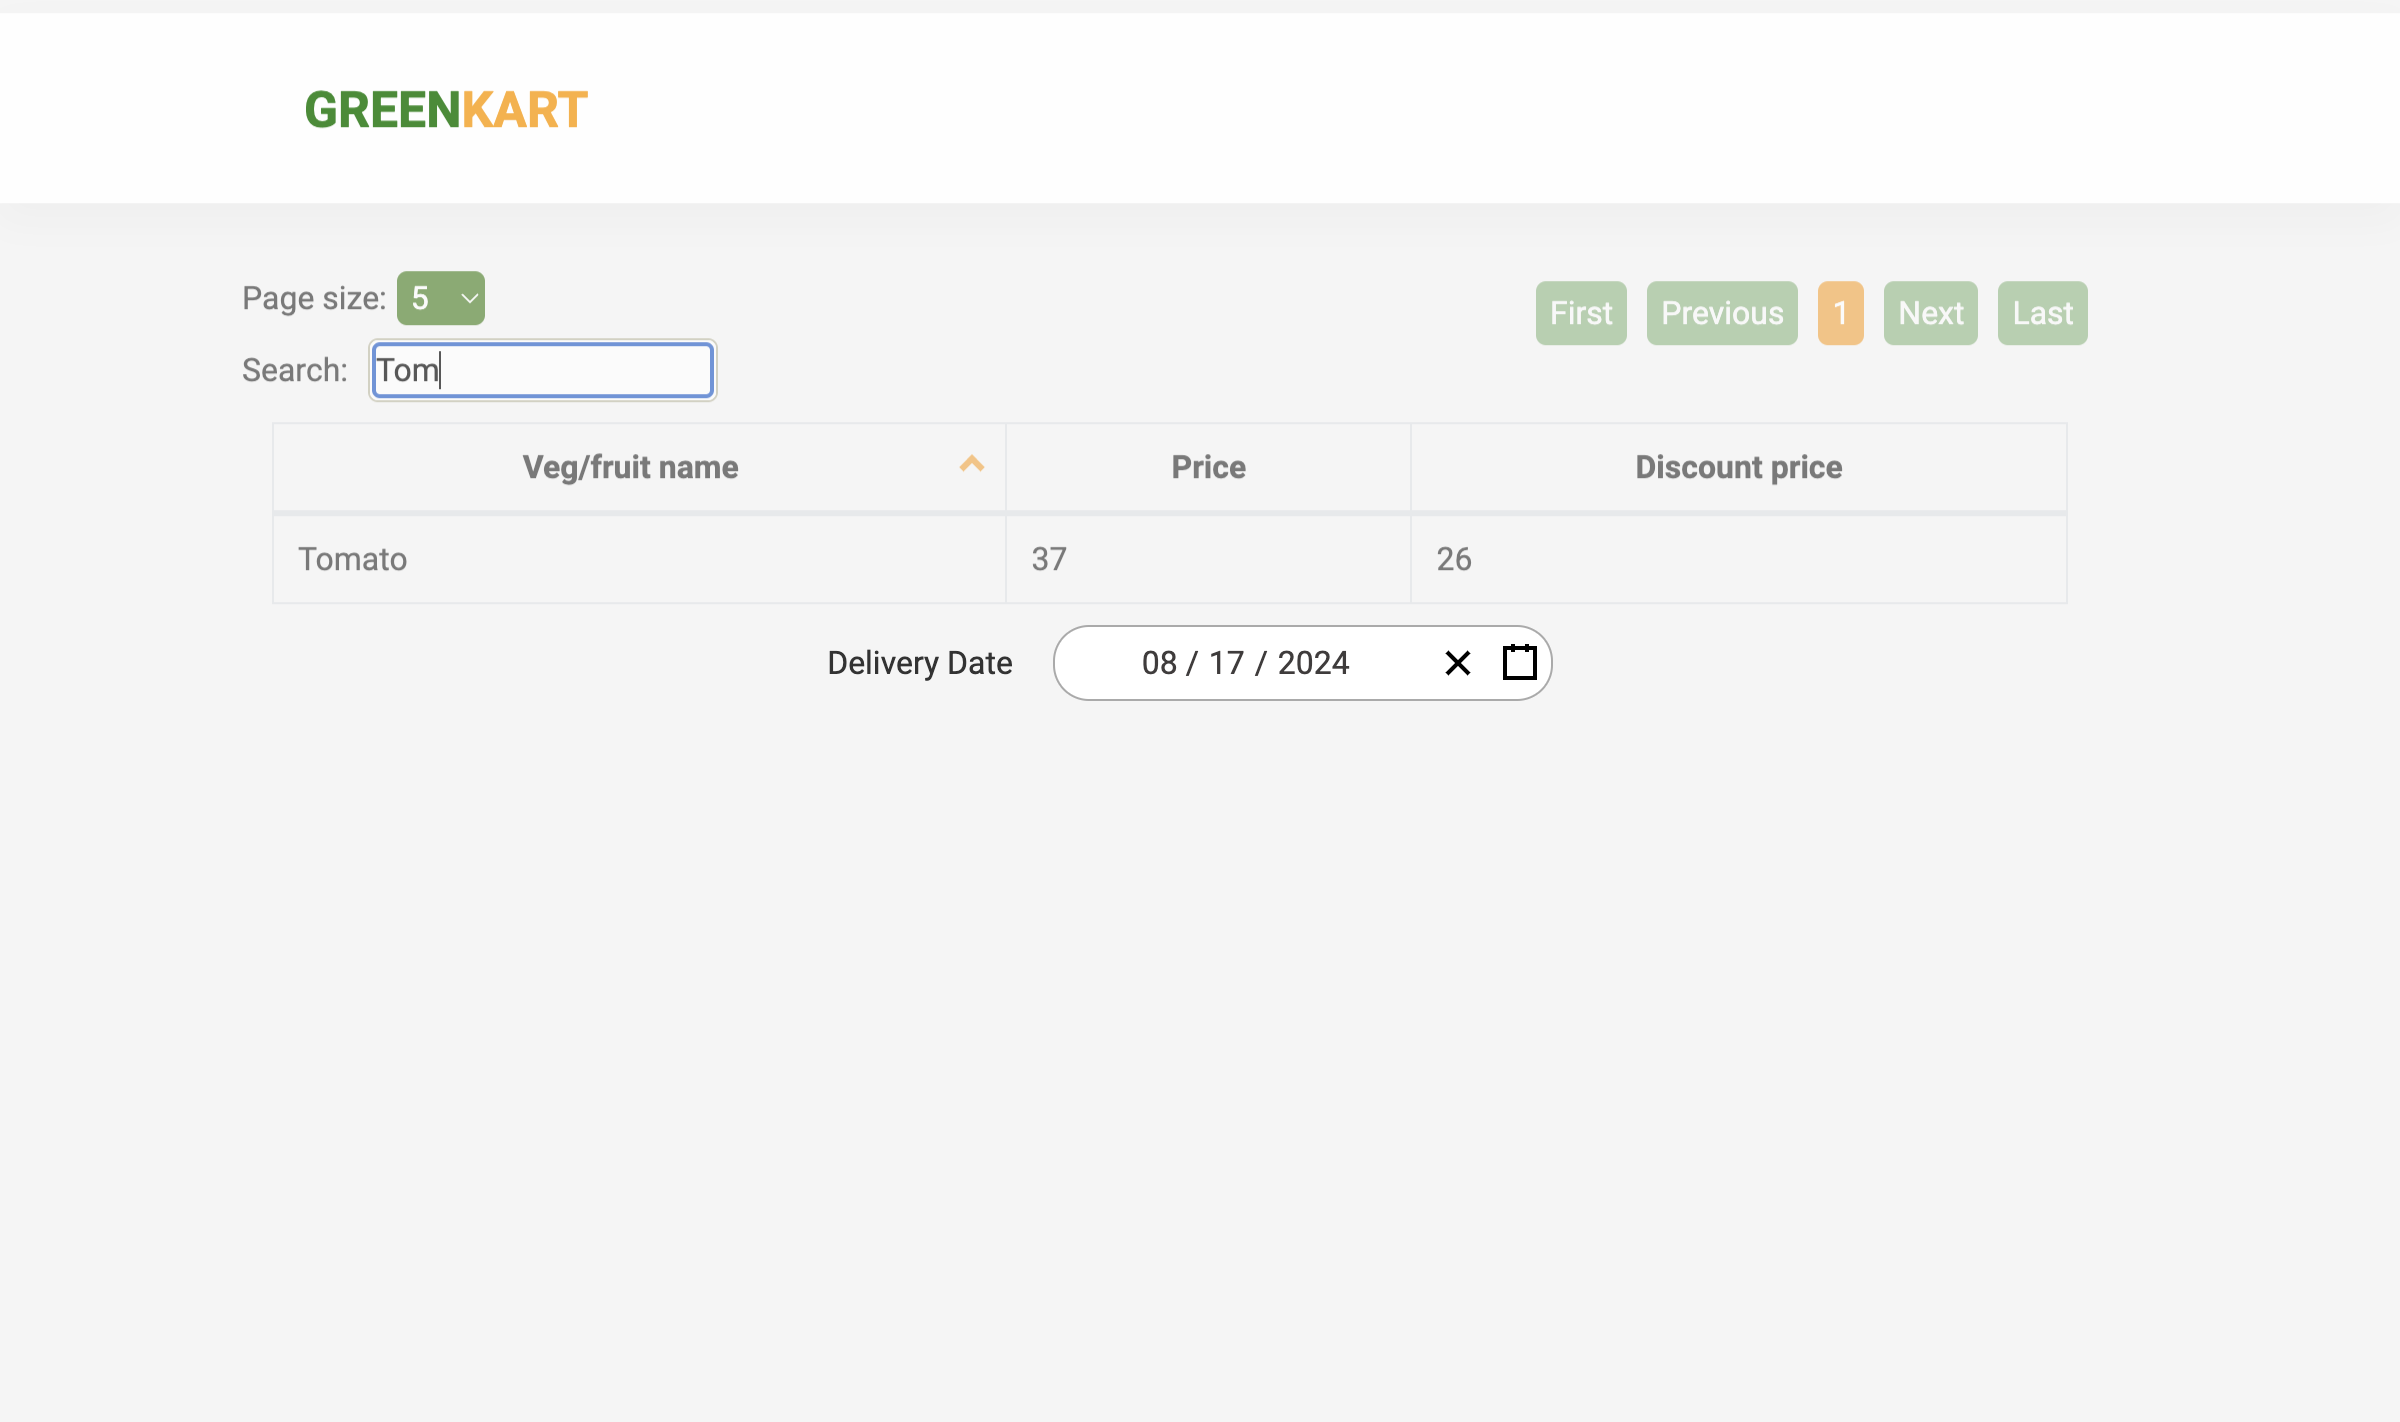 GREENKART
Page size: 5
First Previous 1 Next Last
Search: Tom
Veg/fruit name Price Discount price
Tomato 37 26
Delivery Date 08 / 17 / 2024